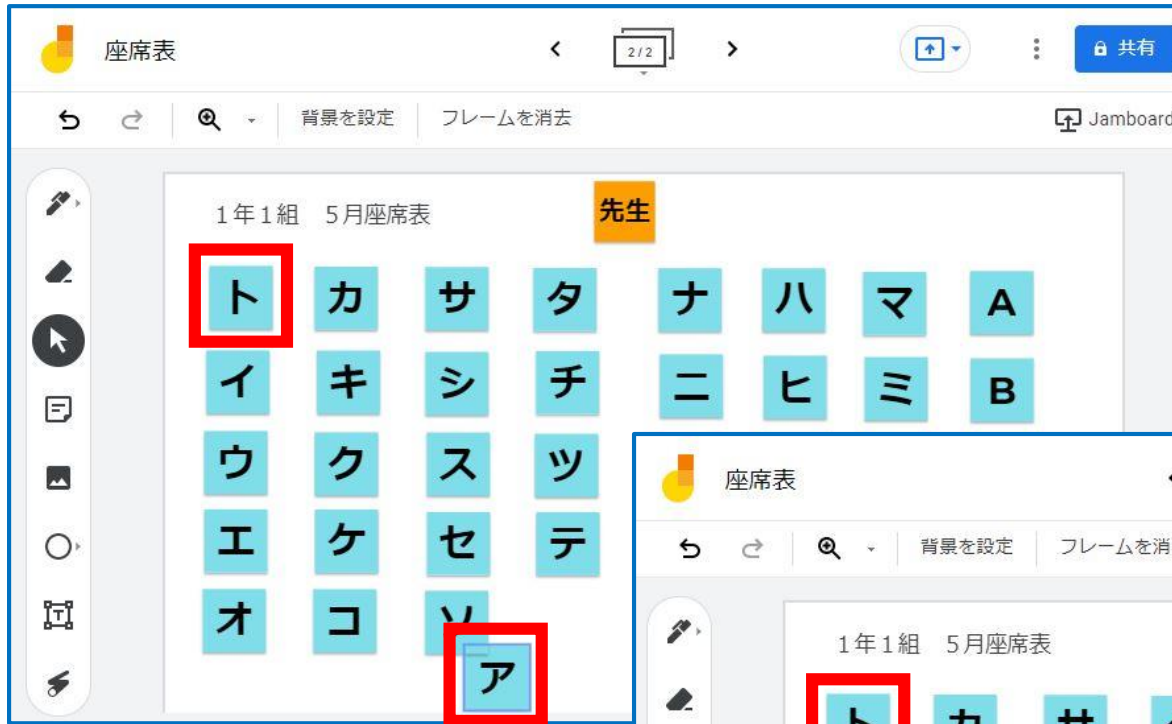 座席表
2/2
共有
背景を設定 フレームを消去
Jamboard
1年1組 5月座席表
先生
ト カ サ タ ナ ハ マ A
イ キ シ チ ニ ヒ ミ B
ウ ク ス ツ
エ ケ セ テ
オ コ ソ
ア
座席表
背景を設定 フレームを消
1年1組 5月座席表
ト カ サ